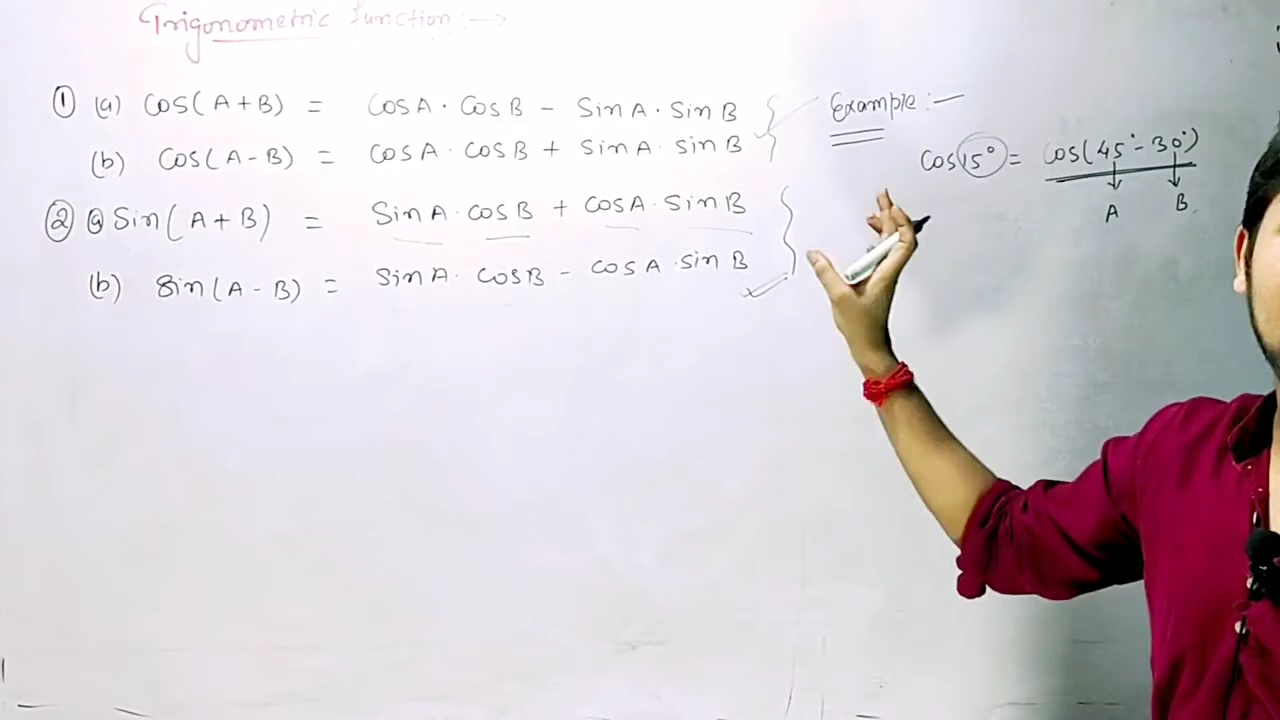 Trigonometric function :→
① (a) COS(A+B) = COSA · COSB - SinA · SinB
(b) COS(A-B) = COSA · COSB + SinA · SinB
② ⓐ Sin(A+B) = SinA · COSB + COSA · SinB
(b) Sin(A-B) = SinA · COSB - COSA · SinB
Example :-
Cos15° = Cos(45° - 30°)
A B